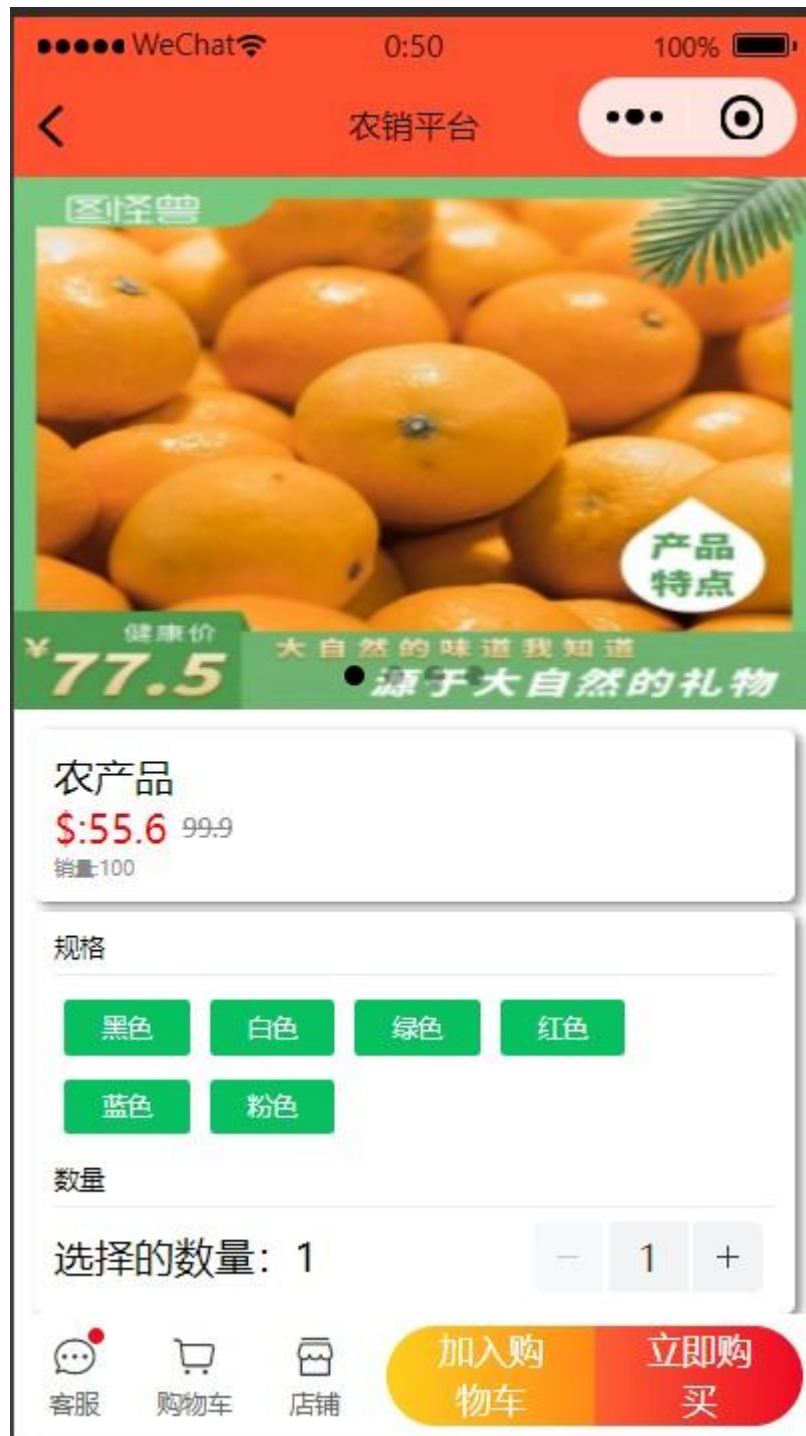 WeChat 0:50 100%
农销平台
图怪兽
产品
特点
健康价
¥77.5
大自然的味道我知道
源于大自然的礼物
农产品
$:55.6 99.9
销量:100
规格
黑色 白色 绿色 红色
蓝色 粉色
数量
选择的数量：1 − 1 +
客服 购物车 店铺
加入购
物车
立即购
买